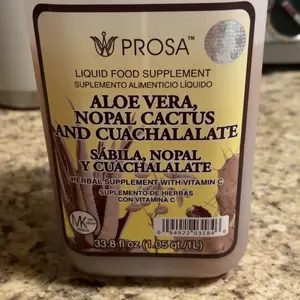 PROSA
LIQUID FOOD SUPPLEMENT
SUPLEMENTO ALIMENTICIO LÍQUIDO
ALOE VERA,
NOPAL CACTUS
AND CUACHALALATE
SÁBILA, NOPAL
Y CUACHALALATE
HERBAL SUPPLEMENT WITH VITAMIN C
SUPLEMENTO DE HIERBAS
CON VITAMINA C
MK
33.8 fl oz (1.05 qt./1L)